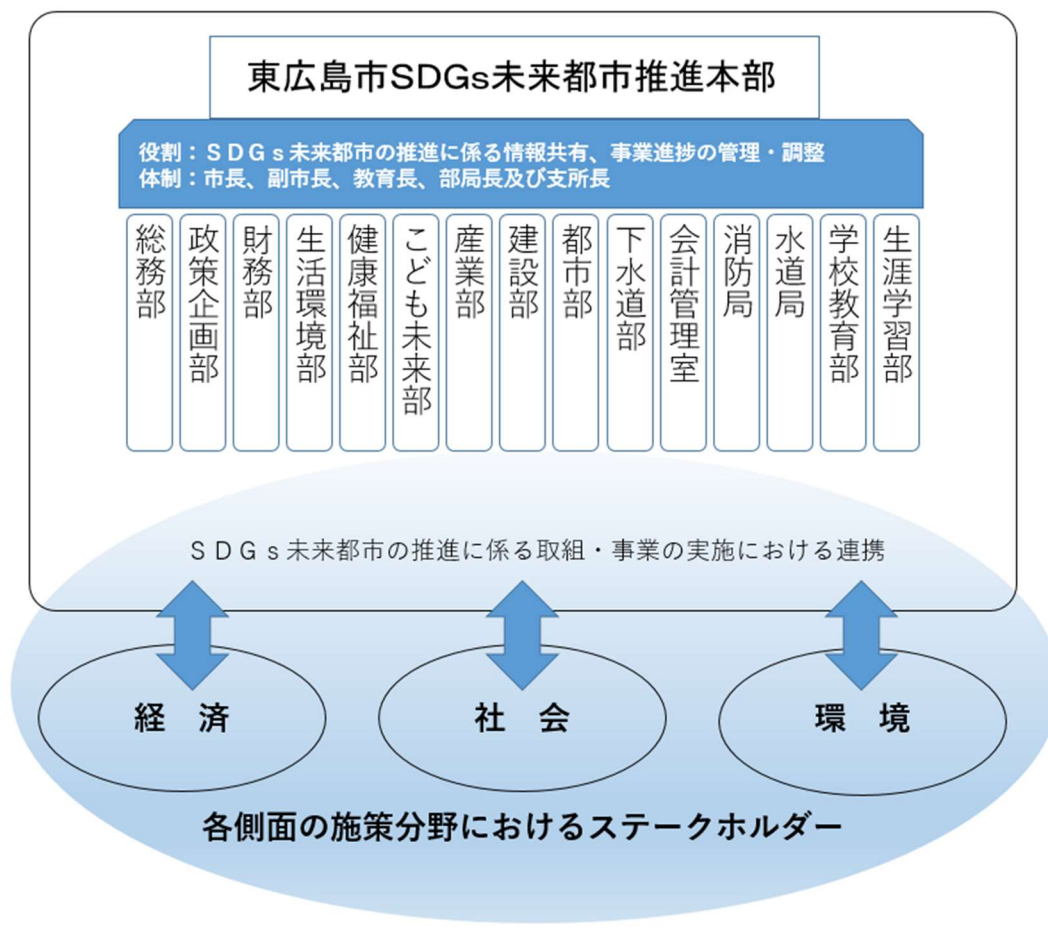 東広島市SDGs未来都市推進本部
役割：ＳＤＧｓ未来都市の推進に係る情報共有、事業進捗の管理・調整
体制：市長、副市長、教育長、部局長及び支所長
総務部
政策企画部
財務部
生活環境部
健康福祉部
こども未来部
産業部
建設部
都市部
下水道部
会計管理室
消防局
水道局
学校教育部
生涯学習部
ＳＤＧｓ未来都市の推進に係る取組・事業の実施における連携
経　済
社　会
環　境
各側面の施策分野におけるステークホルダー